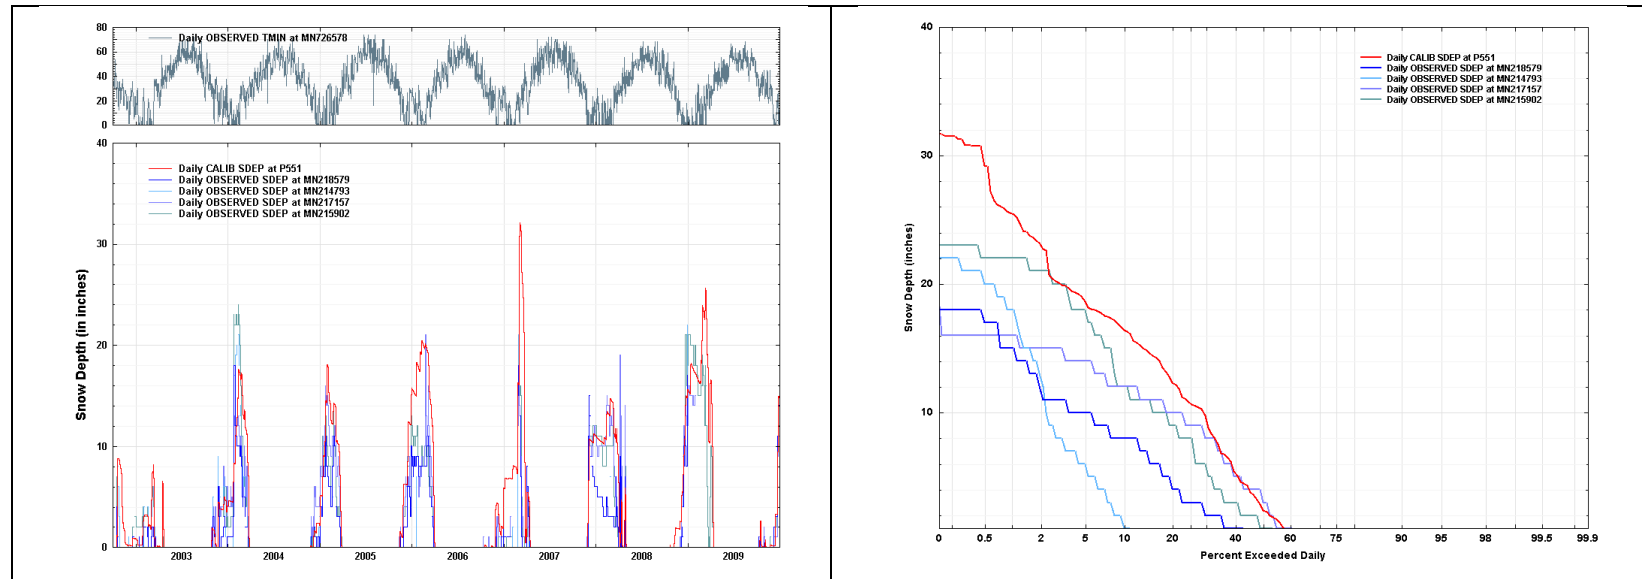 80
60
40
20
0
Daily OBSERVED TMIN at MN726578
40
30
20
10
0
Snow Depth (in inches)
Daily CALIB SDEP at P551
Daily OBSERVED SDEP at MN218579
Daily OBSERVED SDEP at MN214793
Daily OBSERVED SDEP at MN217157
Daily OBSERVED SDEP at MN215902
2003 2004 2005 2006 2007 2008 2009
40
30
20
10
Snow Depth (inches)
Daily CALIB SDEP at P551
Daily OBSERVED SDEP at MN218579
Daily OBSERVED SDEP at MN214793
Daily OBSERVED SDEP at MN217157
Daily OBSERVED SDEP at MN215902
0 0.5 2 5 10 20 40 60 75 90 95 98 99.5 99.9
Percent Exceeded Daily